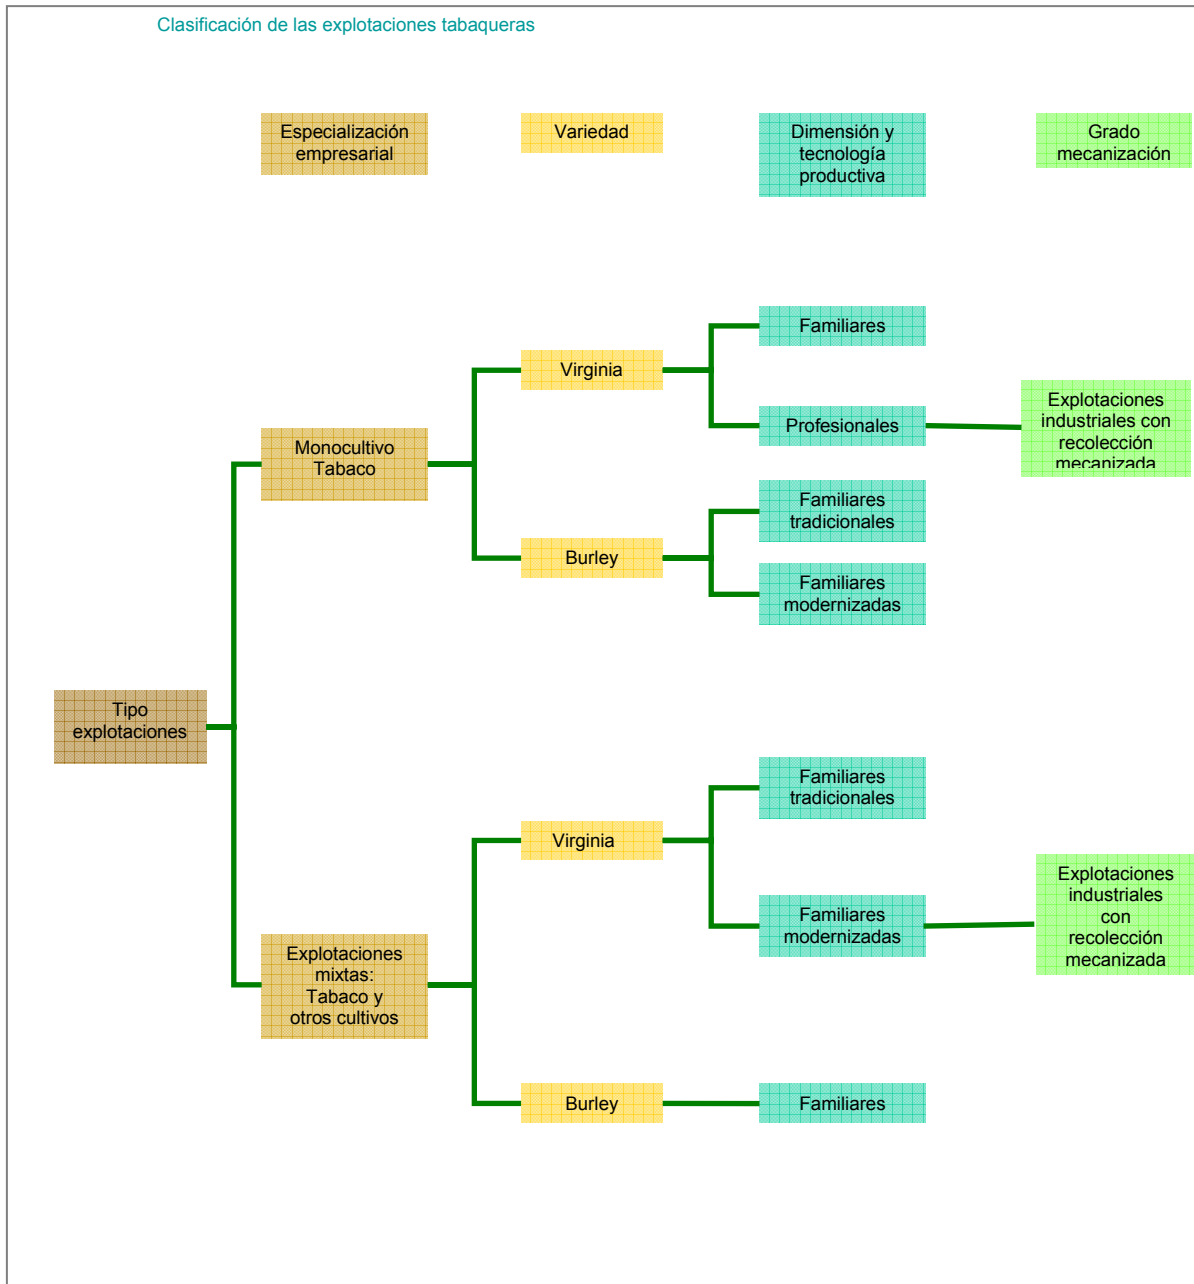 Clasificación de las explotaciones tabaqueras
Especialización
empresarial
Variedad
Dimensión y
tecnología
productiva
Grado
mecanización
Familiares
Virginia
Profesionales
Explotaciones
industriales con
recolección
mecanizada
Monocultivo
Tabaco
Familiares
tradicionales
Burley
Familiares
modernizadas
Tipo
explotaciones
Familiares
tradicionales
Virginia
Familiares
modernizadas
Explotaciones
industriales
con
recolección
mecanizada
Explotaciones
mixtas:
Tabaco y
otros cultivos
Burley
Familiares